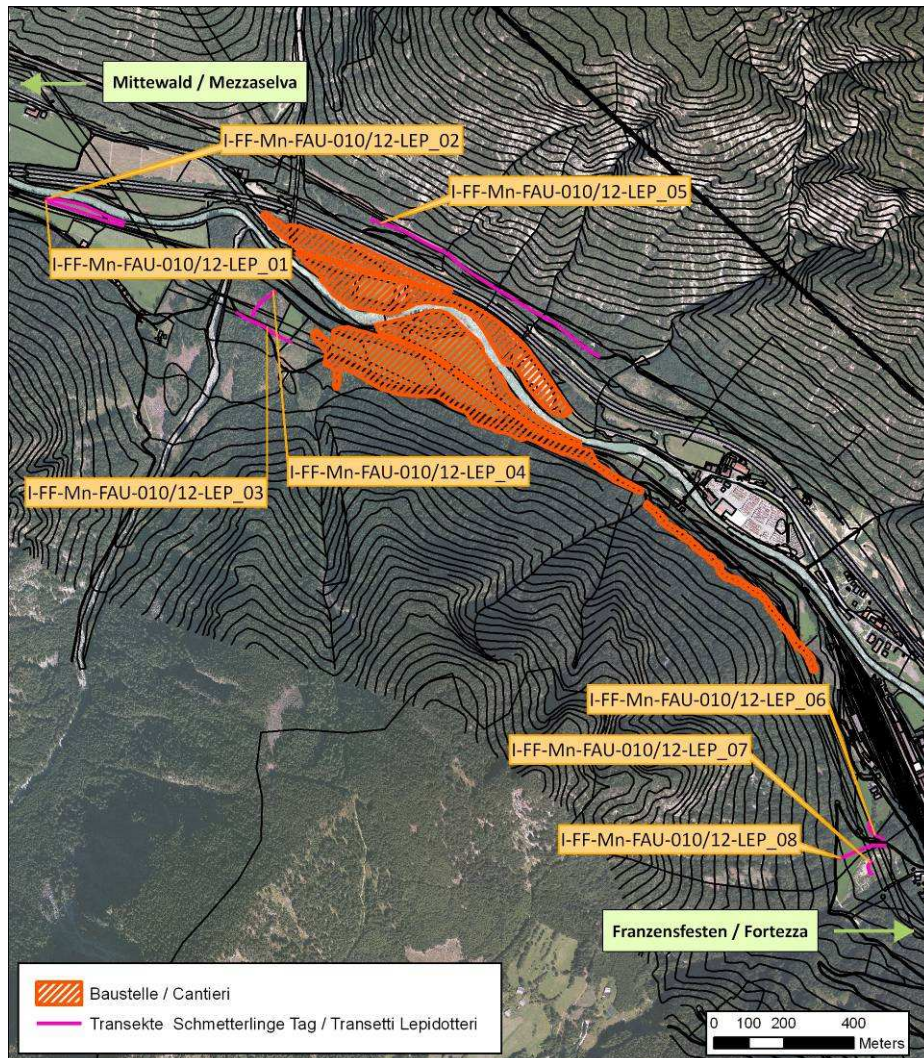 Mittewald / Mezzaselva
I-FF-Mn-FAU-010/12-LEP_02
I-FF-Mn-FAU-010/12-LEP_05
I-FF-Mn-FAU-010/12-LEP_01
I-FF-Mn-FAU-010/12-LEP_04
I-FF-Mn-FAU-010/12-LEP_03
I-FF-Mn-FAU-010/12-LEP_06
I-FF-Mn-FAU-010/12-LEP_07
I-FF-Mn-FAU-010/12-LEP_08
Franzensfesten / Fortezza
Baustelle / Cantieri
Transekte Schmetterlinge Tag / Transetti Lepidotteri
0 100 200 400
Meters